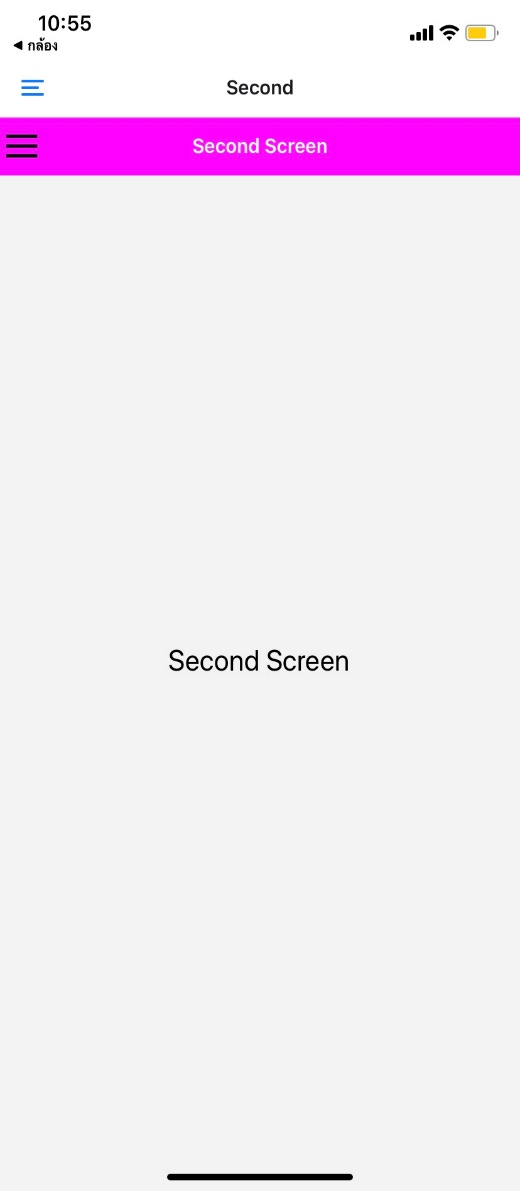 10:55
◀ กล้อง
Second
Second Screen
Second Screen